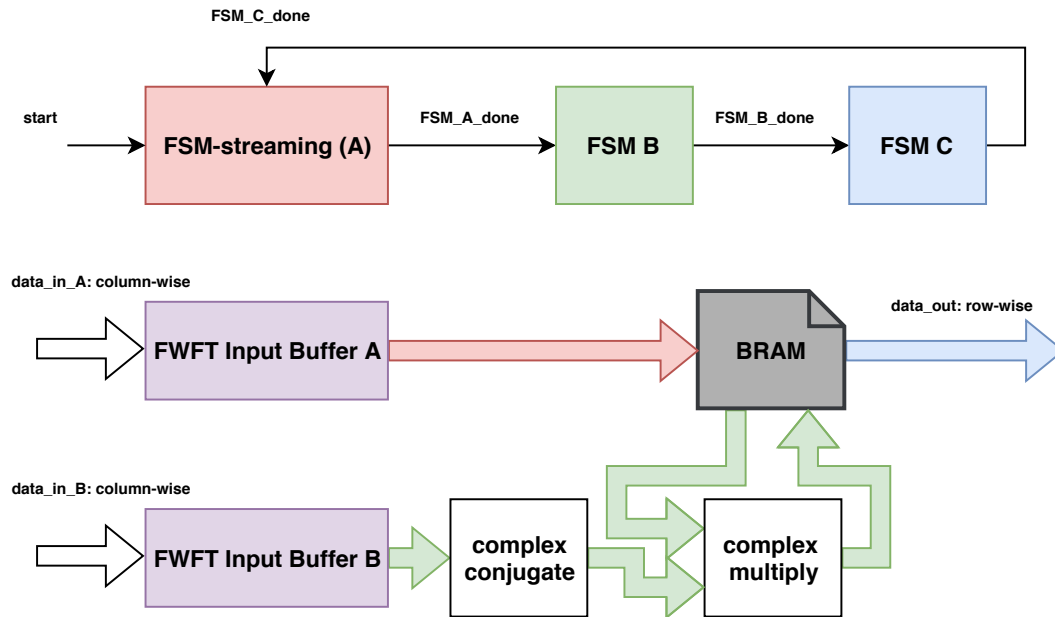 FSM_C_done
start
FSM-streaming (A)
FSM_A_done
FSM B
FSM_B_done
FSM C
data_in_A: column-wise
FWFT Input Buffer A
BRAM
data_out: row-wise
data_in_B: column-wise
FWFT Input Buffer B
complex
conjugate
complex
multiply